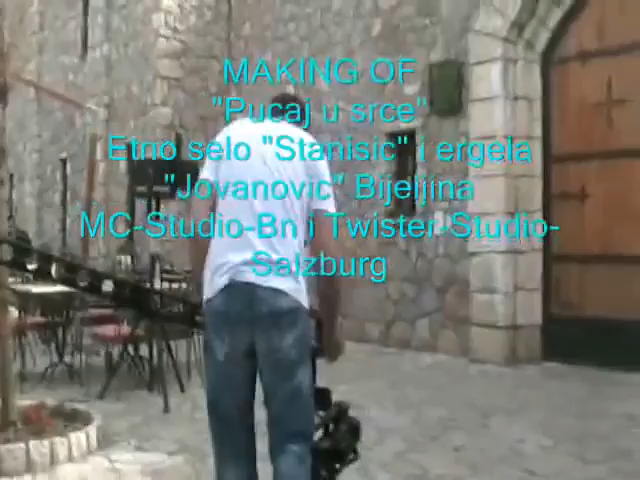 MAKING OF
"Pucaj u srce"
Etno selo "Stanisic" i ergela
"Jovanovic" Bijeljina
MC-Studio-Bn i Twister-Studio-
Salzburg